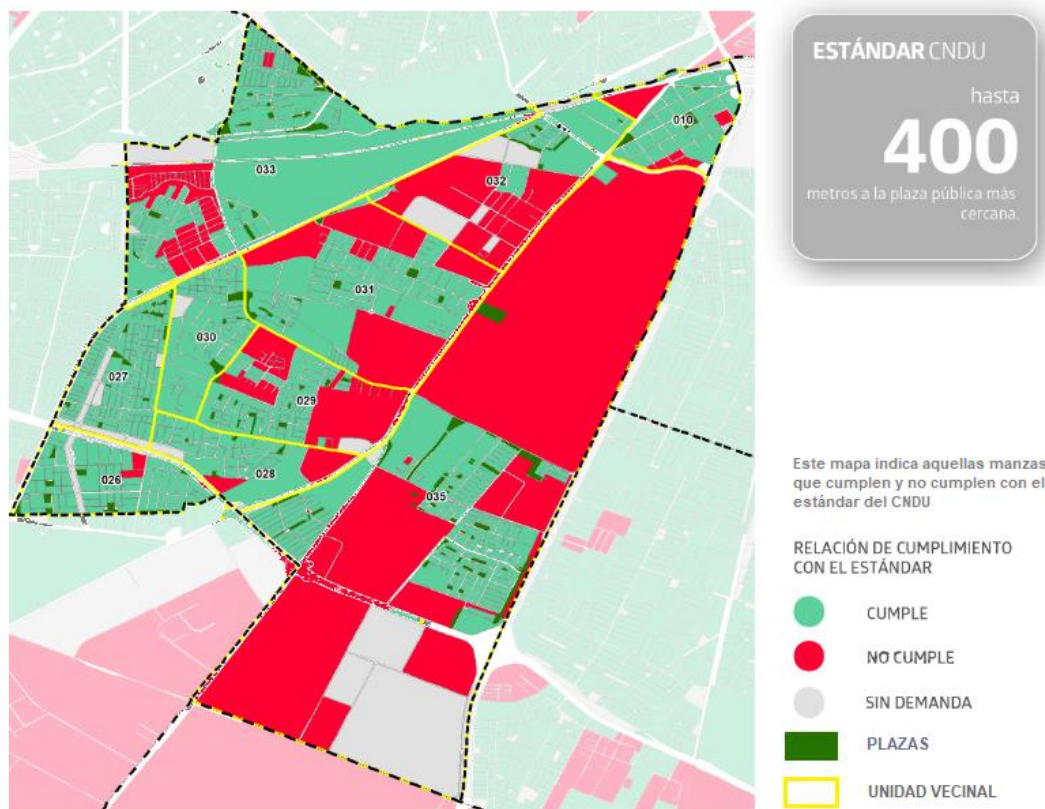 ESTÁNDAR CNDU
hasta
400
metros a la plaza pública más
cercana.
010
033
032
031
030
027
029
028
026
035
Este mapa indica aquellas manzas
que cumplen y no cumplen con el
estándar del CNDU
RELACIÓN DE CUMPLIMIENTO
CON EL ESTÁNDAR
CUMPLE
NO CUMPLE
SIN DEMANDA
PLAZAS
UNIDAD VECINAL